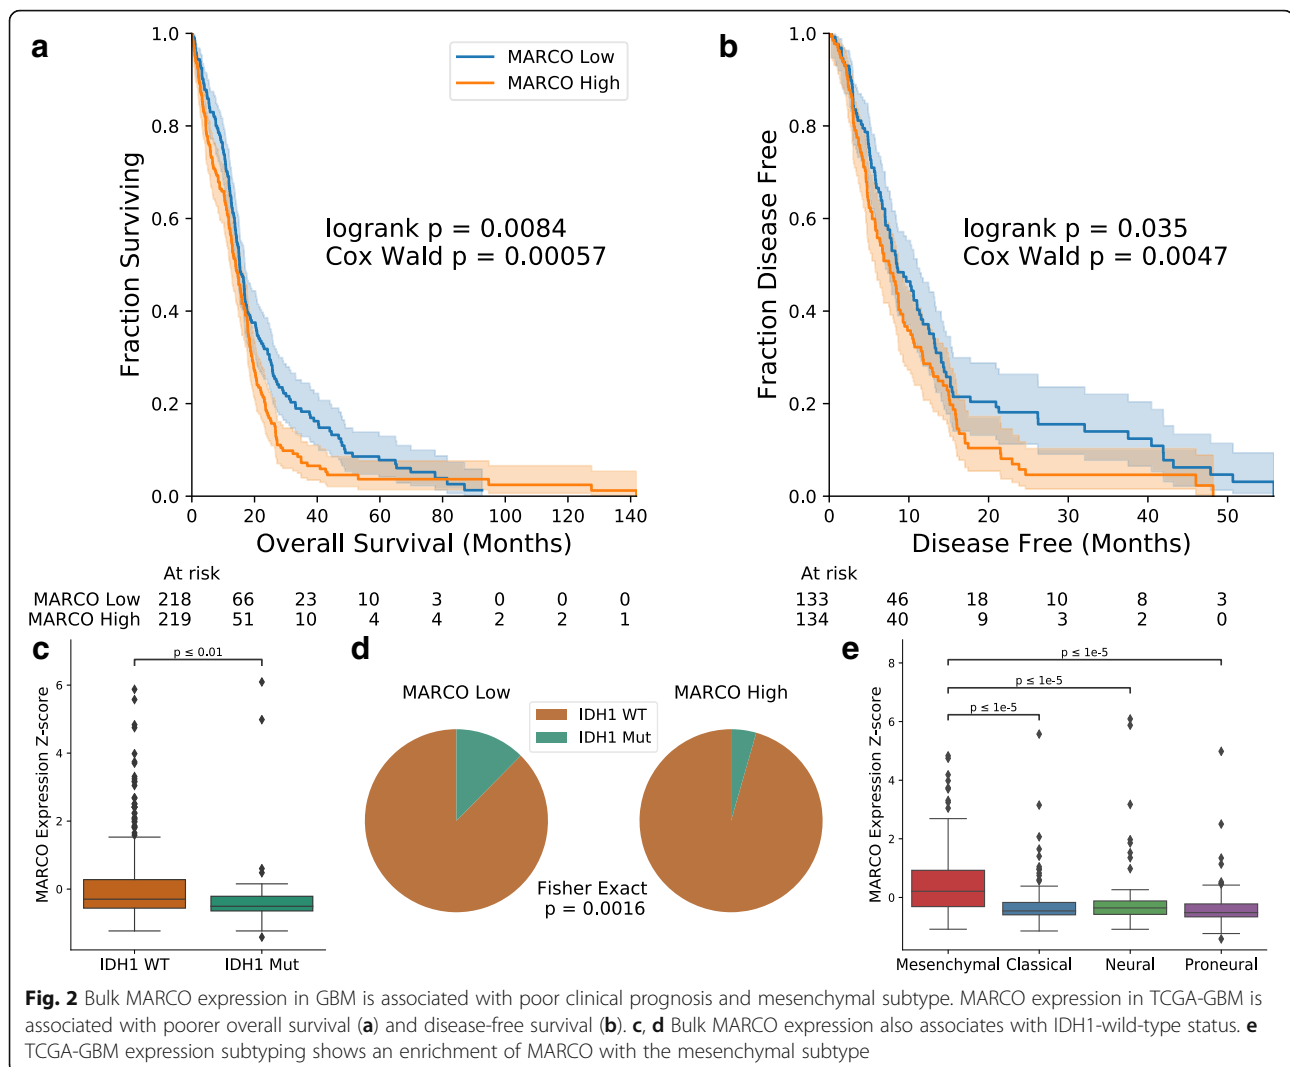 a
1.0
0.8
0.6
0.4
0.2
0.0
Fraction Surviving
MARCO Low
MARCO High
logrank p = 0.0084
Cox Wald p = 0.00057
0 20 40 60 80 100 120 140
Overall Survival (Months)
At risk
MARCO Low 218 66 23 10 3 0 0 0
MARCO High 219 51 10 4 4 2 2 1
b
1.0
0.8
0.6
0.4
0.2
0.0
Fraction Disease Free
logrank p = 0.035
Cox Wald p = 0.0047
0 10 20 30 40 50
Disease Free (Months)
At risk
133 46 18 10 8 3
134 40 9 3 2 0
c
MARCO Expression Z-score
6
4
2
0
p ≤ 0.01
IDH1 WT IDH1 Mut
d
MARCO Low MARCO High
IDH1 WT
IDH1 Mut
Fisher Exact
p = 0.0016
e
MARCO Expression Z-score
8
6
4
2
0
p ≤ 1e-5
p ≤ 1e-5
p ≤ 1e-5
Mesenchymal Classical Neural Proneural
Fig. 2 Bulk MARCO expression in GBM is associated with poor clinical prognosis and mesenchymal subtype. MARCO expression in TCGA-GBM is
associated with poorer overall survival (a) and disease-free survival (b). c, d Bulk MARCO expression also associates with IDH1-wild-type status. e
TCGA-GBM expression subtyping shows an enrichment of MARCO with the mesenchymal subtype